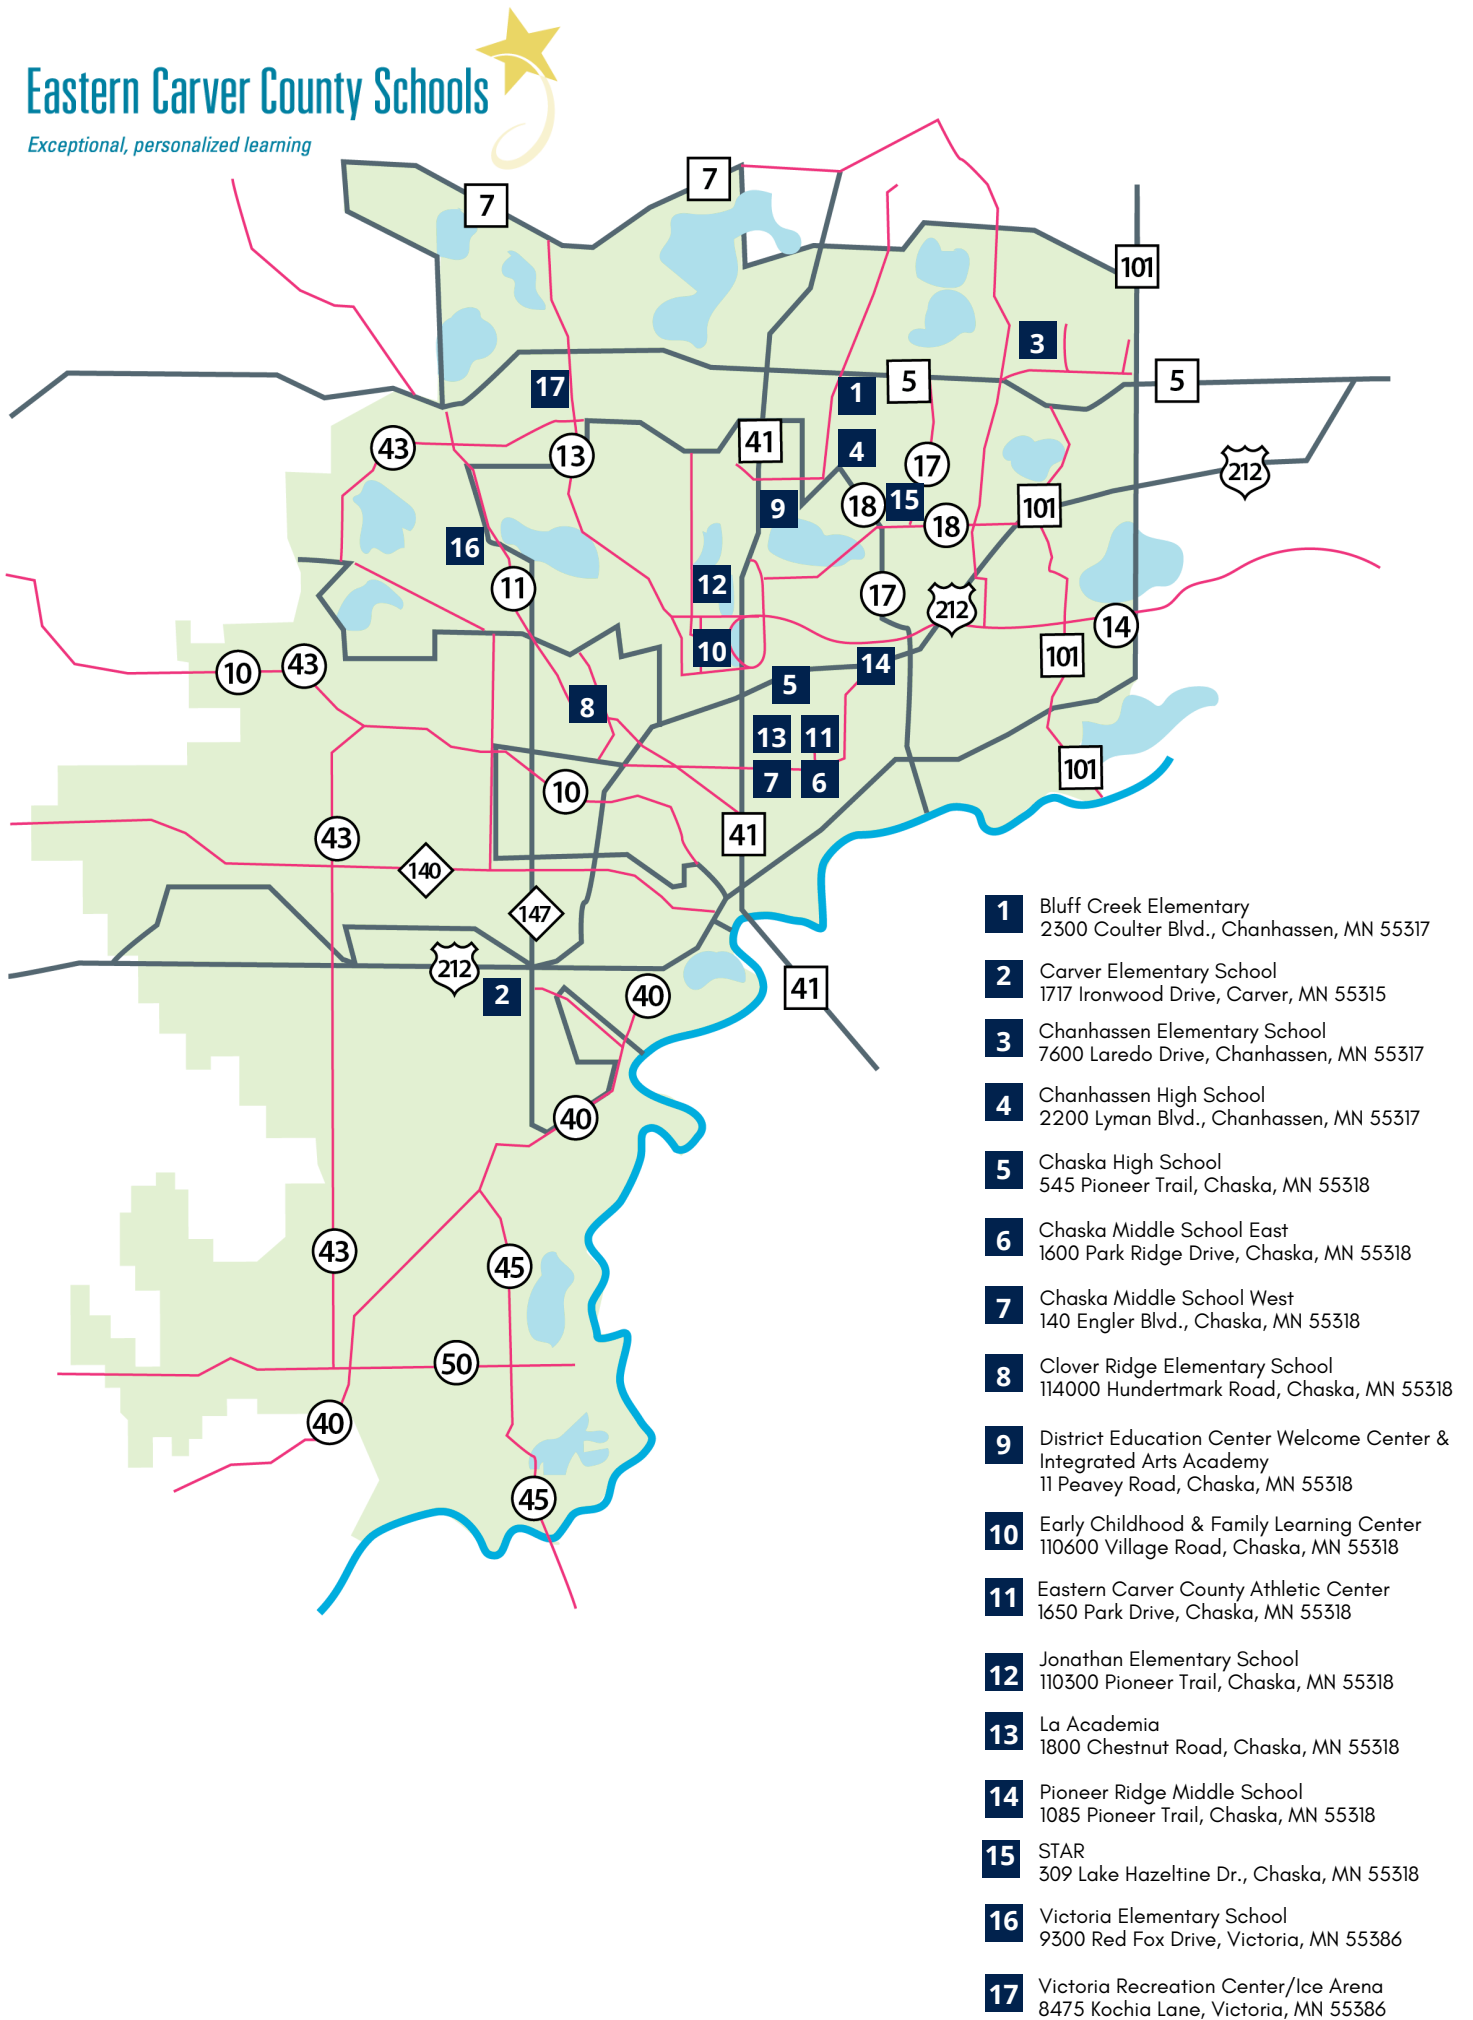 Eastern Carver County Schools
Exceptional, personalized learning
7
7
101
3
17
1
5
5
41
43
13
4
17
212
9
18
15
101
18
16
12
11
17
212
14
10
101
10
43
5
14
8
13
11
101
7
6
10
41
43
140
147
212
2
40
41
40
43
45
50
40
45
1 Bluff Creek Elementary
2300 Coulter Blvd., Chanhassen, MN 55317
2 Carver Elementary School
1717 Ironwood Drive, Carver, MN 55315
3 Chanhassen Elementary School
7600 Laredo Drive, Chanhassen, MN 55317
4 Chanhassen High School
2200 Lyman Blvd., Chanhassen, MN 55317
5 Chaska High School
545 Pioneer Trail, Chaska, MN 55318
6 Chaska Middle School East
1600 Park Ridge Drive, Chaska, MN 55318
7 Chaska Middle School West
140 Engler Blvd., Chaska, MN 55318
8 Clover Ridge Elementary School
114000 Hundertmark Road, Chaska, MN 55318
9 District Education Center Welcome Center &
Integrated Arts Academy
11 Peavey Road, Chaska, MN 55318
10 Early Childhood & Family Learning Center
110600 Village Road, Chaska, MN 55318
11 Eastern Carver County Athletic Center
1650 Park Drive, Chaska, MN 55318
12 Jonathan Elementary School
110300 Pioneer Trail, Chaska, MN 55318
13 La Academia
1800 Chestnut Road, Chaska, MN 55318
14 Pioneer Ridge Middle School
1085 Pioneer Trail, Chaska, MN 55318
15 STAR
309 Lake Hazeltine Dr., Chaska, MN 55318
16 Victoria Elementary School
9300 Red Fox Drive, Victoria, MN 55386
17 Victoria Recreation Center/Ice Arena
8475 Kochia Lane, Victoria, MN 55386